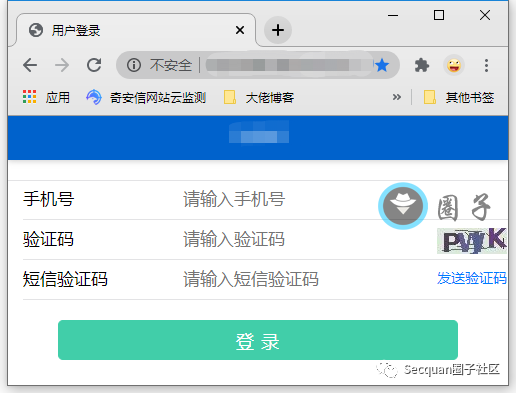 用户登录
不安全
应用 奇安信网站云监测 大佬博客 » 其他书签
手机号 请输入手机号
圈子
验证码 请输入验证码
短信验证码 请输入短信验证码 发送验证码
登 录
Secquan圈子社区